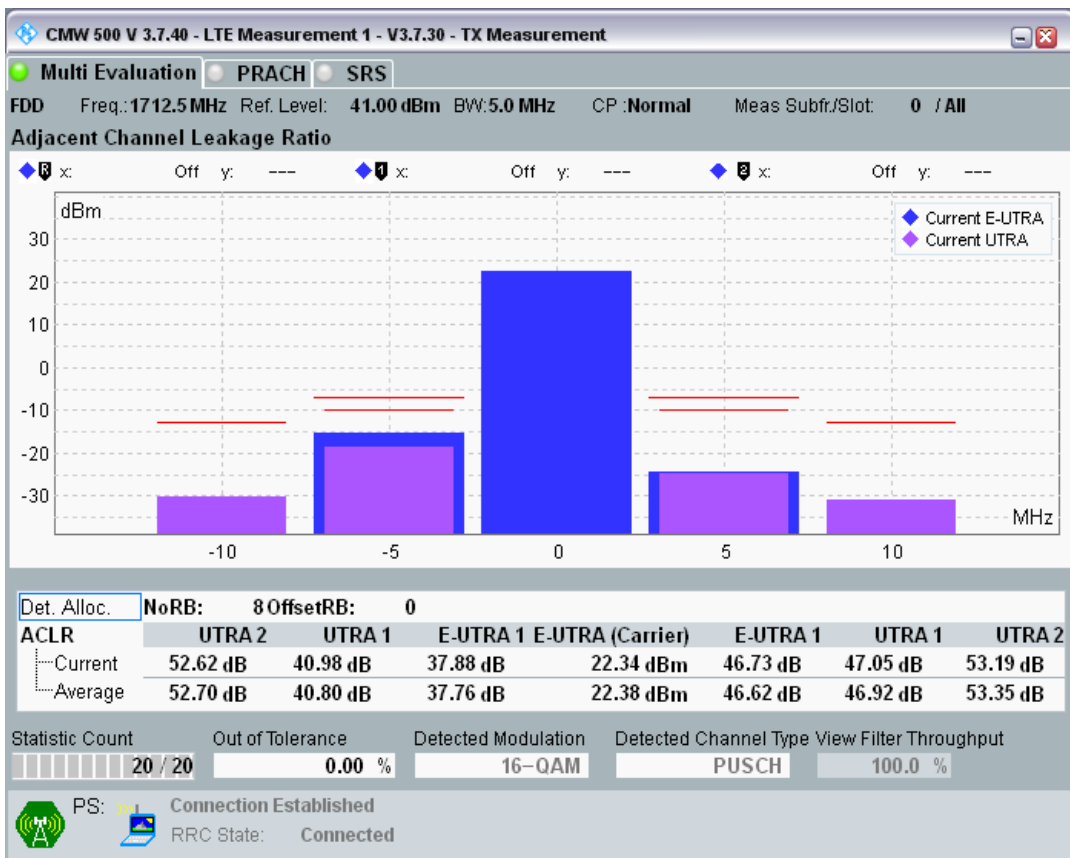 CMW 500 V 3.7.40 - LTE Measurement 1 - V3.7.30 - TX Measurement
Multi Evaluation PRACH SRS
FDD Freq.: 1712.5 MHz Ref. Level: 41.00 dBm BW: 5.0 MHz CP : Normal Meas Subfr./Slot: 0 / All
Adjacent Channel Leakage Ratio
R x: Off y: --- 1 x: Off y: --- 2 x: Off y: ---
dBm
Current E-UTRA
Current UTRA
30
20
10
0
-10
-20
-30
MHz
-10 -5 0 5 10
Det. Alloc. NoRB: 8 OffsetRB: 0
ACLR UTRA 2 UTRA 1 E-UTRA 1 E-UTRA (Carrier) E-UTRA 1 UTRA 1 UTRA 2
Current 52.62 dB 40.98 dB 37.88 dB 22.34 dBm 46.73 dB 47.05 dB 53.19 dB
Average 52.70 dB 40.80 dB 37.76 dB 22.38 dBm 46.62 dB 46.92 dB 53.35 dB
Statistic Count Out of Tolerance Detected Modulation Detected Channel Type View Filter Throughput
20 / 20 0.00 % 16-QAM PUSCH 100.0 %
PS: Connection Established
RRC State: Connected